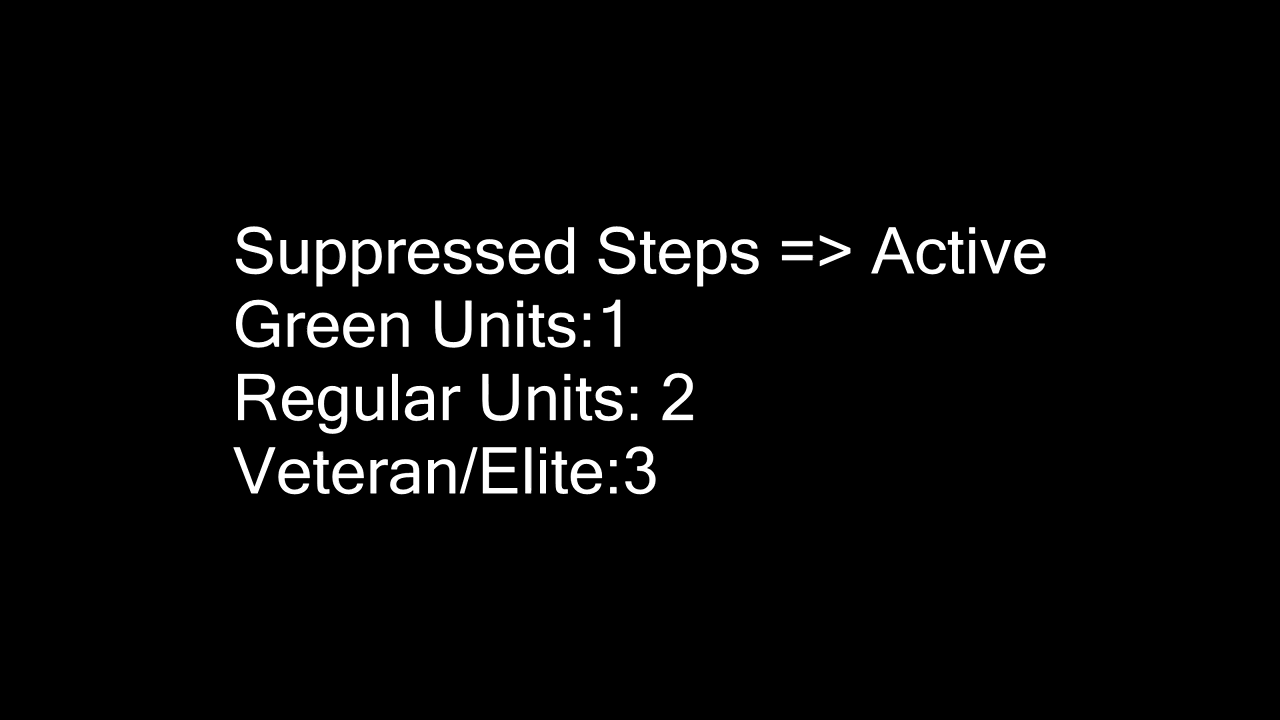 Suppressed Steps => Active
Green Units:1
Regular Units: 2
Veteran/Elite:3